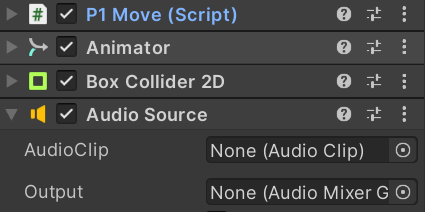 P1 Move (Script)
Animator
Box Collider 2D
Audio Source
AudioClip None (Audio Clip)
Output None (Audio Mixer G